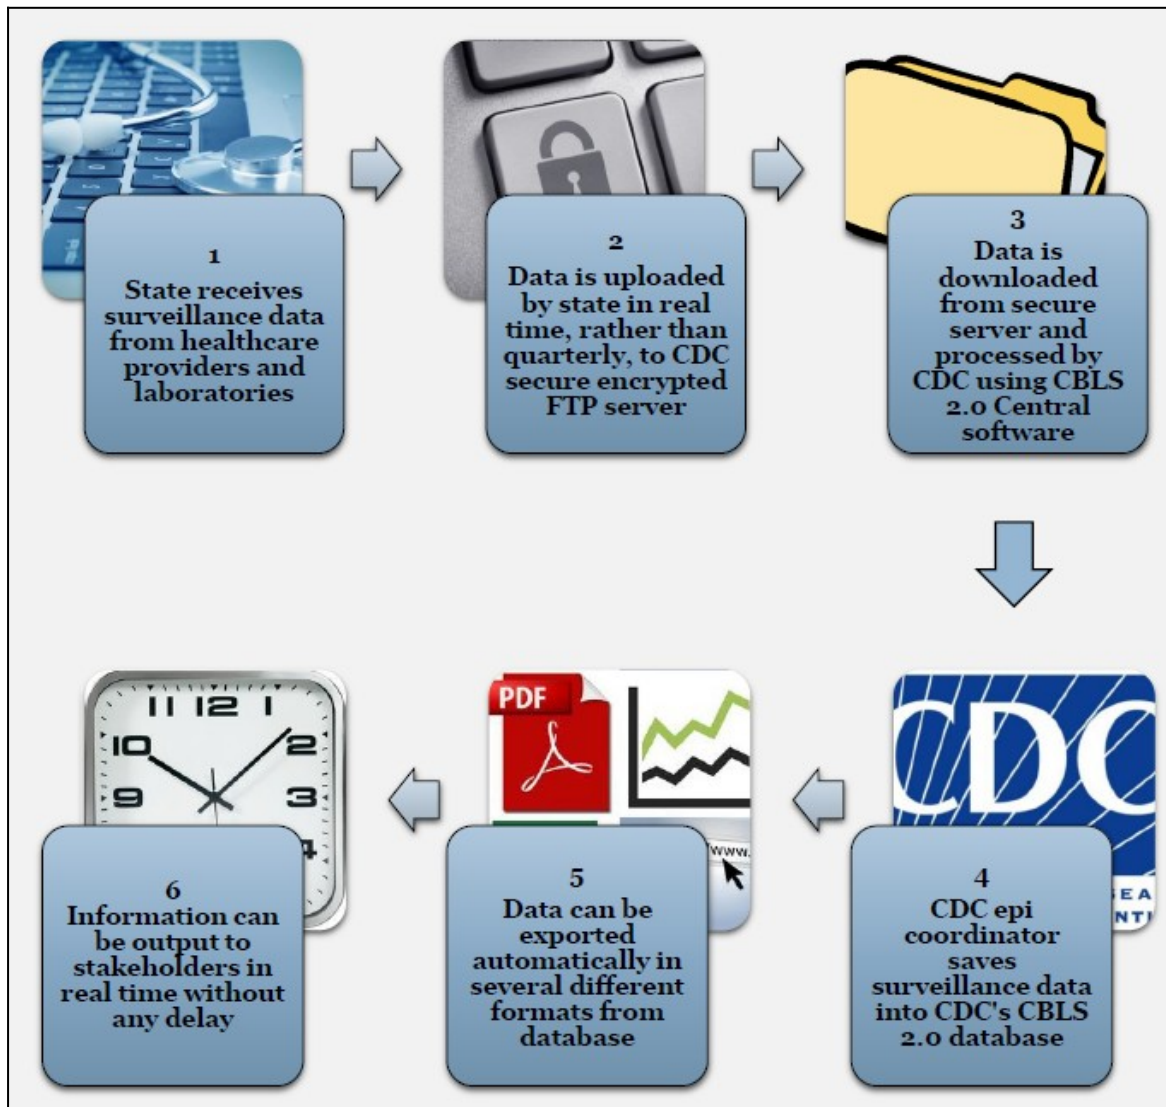 1
State receives
surveillance data
from healthcare
providers and
laboratories
2
Data is uploaded
by state in real
time, rather than
quarterly, to CDC
secure encrypted
FTP server
3
Data is
downloaded
from secure
server and
processed by
CDC using CBLS
2.0 Central
software
CDC
SEA
NTI
4
CDC epi
coordinator
saves
surveillance data
into CDC's CBLS
2.0 database
PDF
www.
5
Data can be
exported
automatically in
several different
formats from
database
11 12 1
10 2
9 3
4
6
Information can
be output to
stakeholders in
real time without
any delay